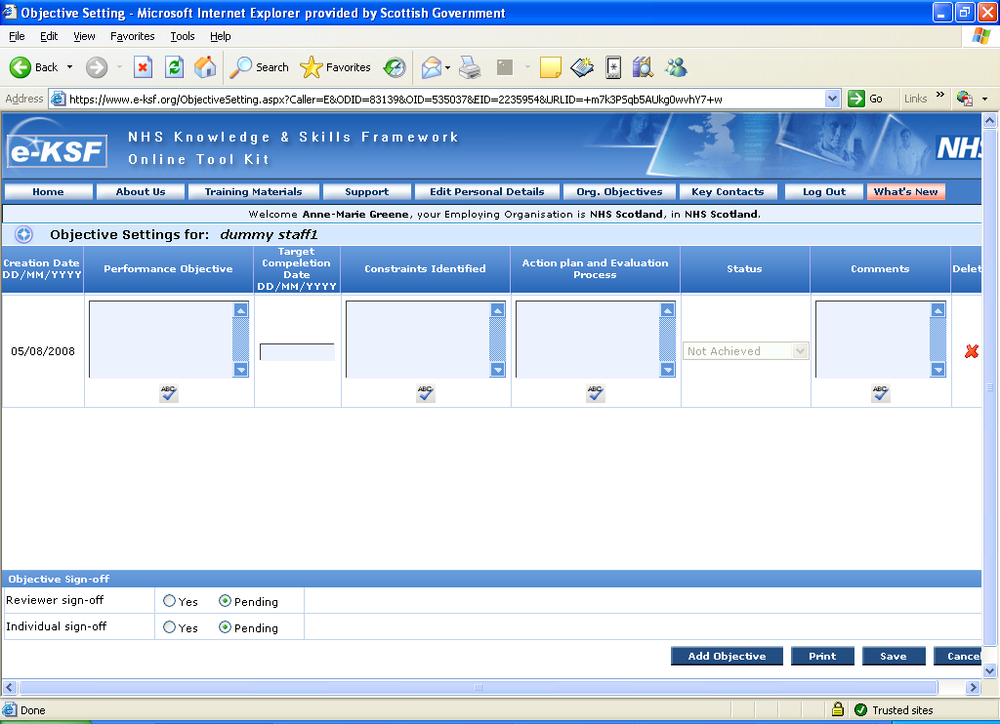 Objective Setting - Microsoft Internet Explorer provided by Scottish Government
File Edit View Favorites Tools Help
Back Search Favorites
Address https://www.e-ksf.org/ObjectiveSetting.aspx?Caller=E&ODID=83139&OID=535037&EID=2235954&URLID=+m7k3PSqb5AUkg0wvhY7+w Go Links »
e-KSF
NHS Knowledge & Skills Framework
Online Tool Kit
NHS
Home About Us Training Materials Support Edit Personal Details Org. Objectives Key Contacts Log Out What's New
Welcome Anne-Marie Greene, your Employing Organisation is NHS Scotland, in NHS Scotland.
Objective Settings for: dummy staff1
Creation Date
DD/MM/YYYY
Performance Objective
Target
Compeletion
Date
DD/MM/YYYY
Constraints Identified
Action plan and Evaluation
Process
Status
Comments
Delet
05/08/2008
Not Achieved
ABC ABC ABC ABC
Objective Sign-off
Reviewer sign-off Yes Pending
Individual sign-off Yes Pending
Add Objective Print Save Cancel
Done Trusted sites